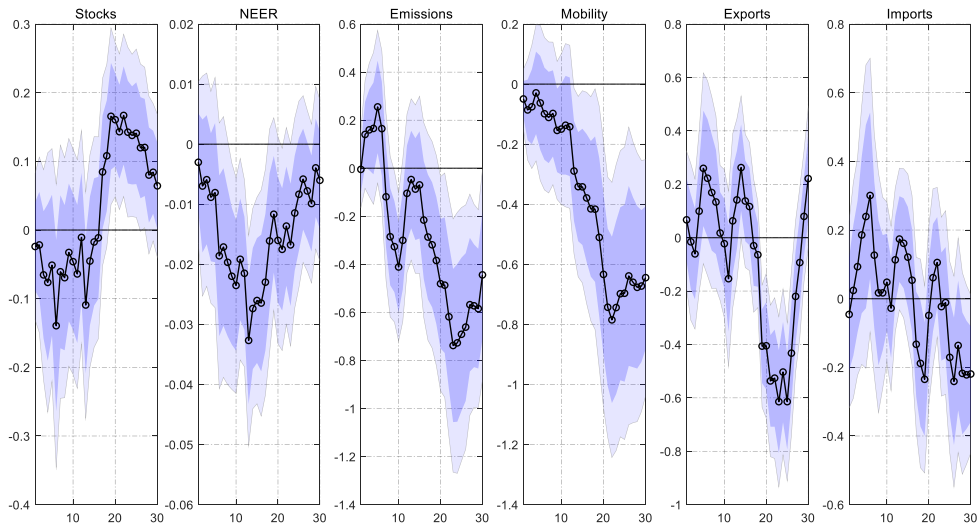 Stocks NEER Emissions Mobility Exports Imports
0.3 0.02 0.6 0.2 0.8 0.8
0.2 0.01 0.4 0 0.6 0.6
0.1 0 0.2 -0.2 0.4 0.4
0 -0.01 0 -0.4 0.2 0.2
-0.1 -0.02 -0.2 -0.6 0 0
-0.2 -0.03 -0.4 -0.8 -0.2 -0.2
-0.3 -0.04 -0.6 -1 -0.4 -0.4
-0.4 -0.05 -0.8 -1.2 -0.6 -0.6
-0.06 -1 -1.4 -0.8
-1.2 -1
-1.4
10 20 30 10 20 30 10 20 30 10 20 30 10 20 30 10 20 30